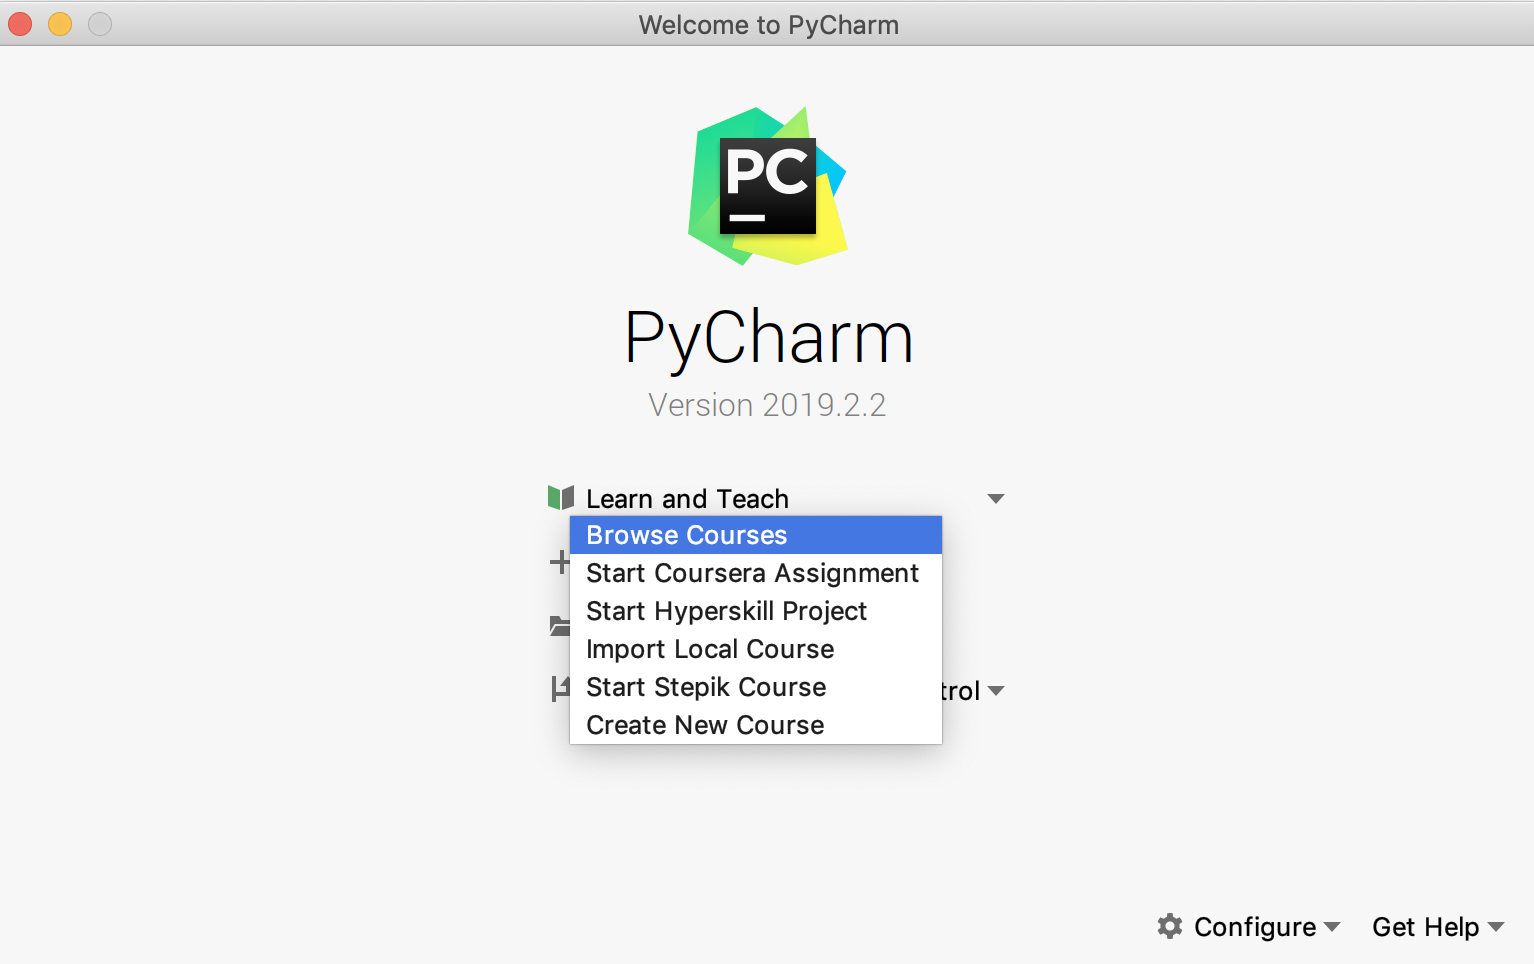 Welcome to PyCharm
PC
PyCharm
Version 2019.2.2
Learn and Teach
Browse Courses
Start Coursera Assignment
Start Hyperskill Project
Import Local Course
Start Stepik Course
trol
Create New Course
Configure
Get Help